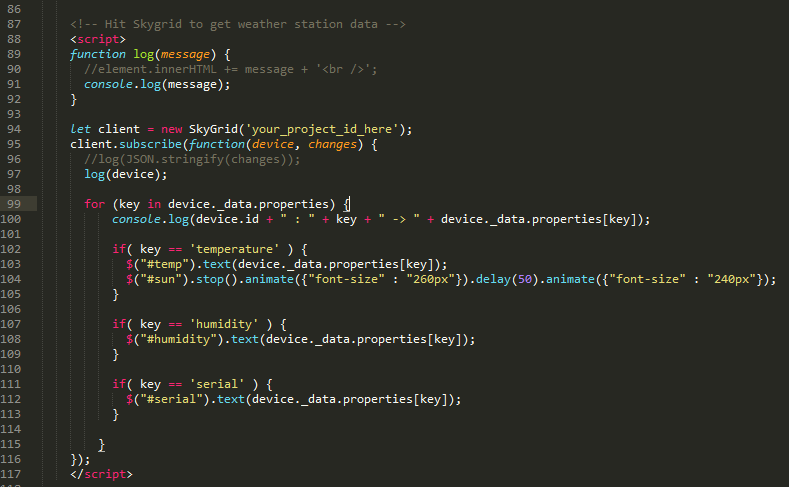 86
87 <!-- Hit Skygrid to get weather station data -->
88 <script>
89 function log(message) {
90 //element.innerHTML += message + '<br />';
91 console.log(message);
92 }
93
94 let client = new SkyGrid('your_project_id_here');
95 client.subscribe(function(device, changes) {
96 //log(JSON.stringify(changes));
97 log(device);
98
99 for (key in device._data.properties) {
100 console.log(device.id + " : " + key + " -> " + device._data.properties[key]);
101
102 if( key == 'temperature' ) {
103 $("#temp").text(device._data.properties[key]);
104 $("#sun").stop().animate({"font-size" : "260px"}).delay(50).animate({"font-size" : "240px"});
105 }
106
107 if( key == 'humidity' ) {
108 $("#humidity").text(device._data.properties[key]);
109 }
110
111 if( key == 'serial' ) {
112 $("#serial").text(device._data.properties[key]);
113 }
114
115 }
116 });
117 </script>